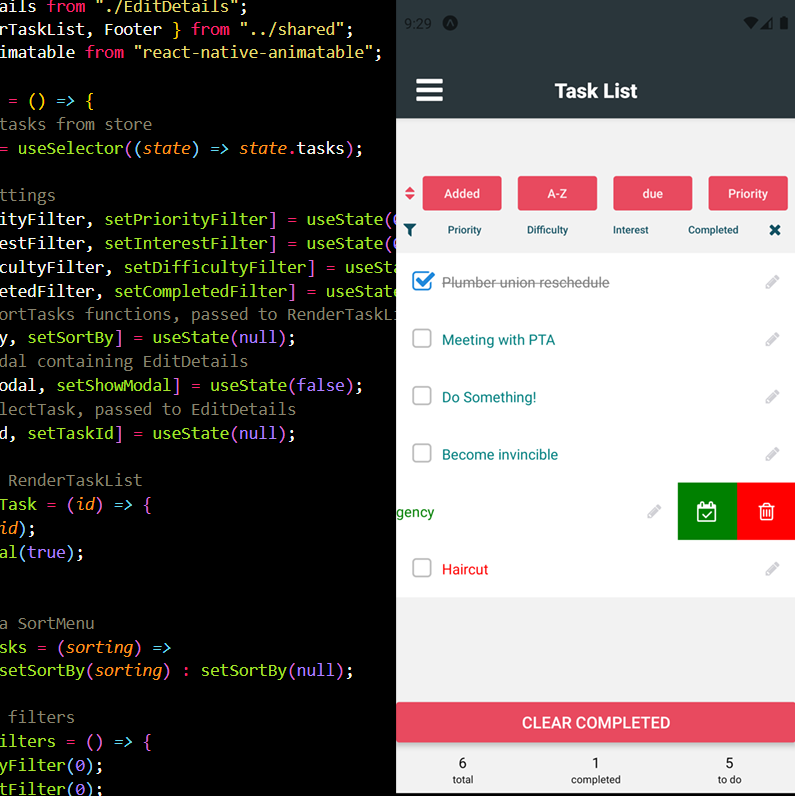 ails from "./EditDetails";
rTaskList, Footer } from "../shared";
imatable from "react-native-animatable";
= () => {
tasks from store
= useSelector((state) => state.tasks);
ttings
ityFilter, setPriorityFilter] = useState(
estFilter, setInterestFilter] = useState(
cultyFilter, setDifficultyFilter] = useSta
etedFilter, setCompletedFilter] = useState
ortTasks functions, passed to RenderTaskLi
y, setSortBy] = useState(null);
dal containing EditDetails
odal, setShowModal] = useState(false);
lectTask, passed to EditDetails
d, setTaskId] = useState(null);
RenderTaskList
Task = (id) => {
id);
al(true);
a SortMenu
sks = (sorting) =>
setSortBy(sorting) : setSortBy(null);
filters
ilters = () => {
yFilter(0);
tFilter(0);
9:29
Task List
Added A-Z due Priority
Priority Difficulty Interest Completed
Plumber union reschedule
Meeting with PTA
Do Something!
Become invincible
gency
Haircut
CLEAR COMPLETED
6 1 5
total completed to do